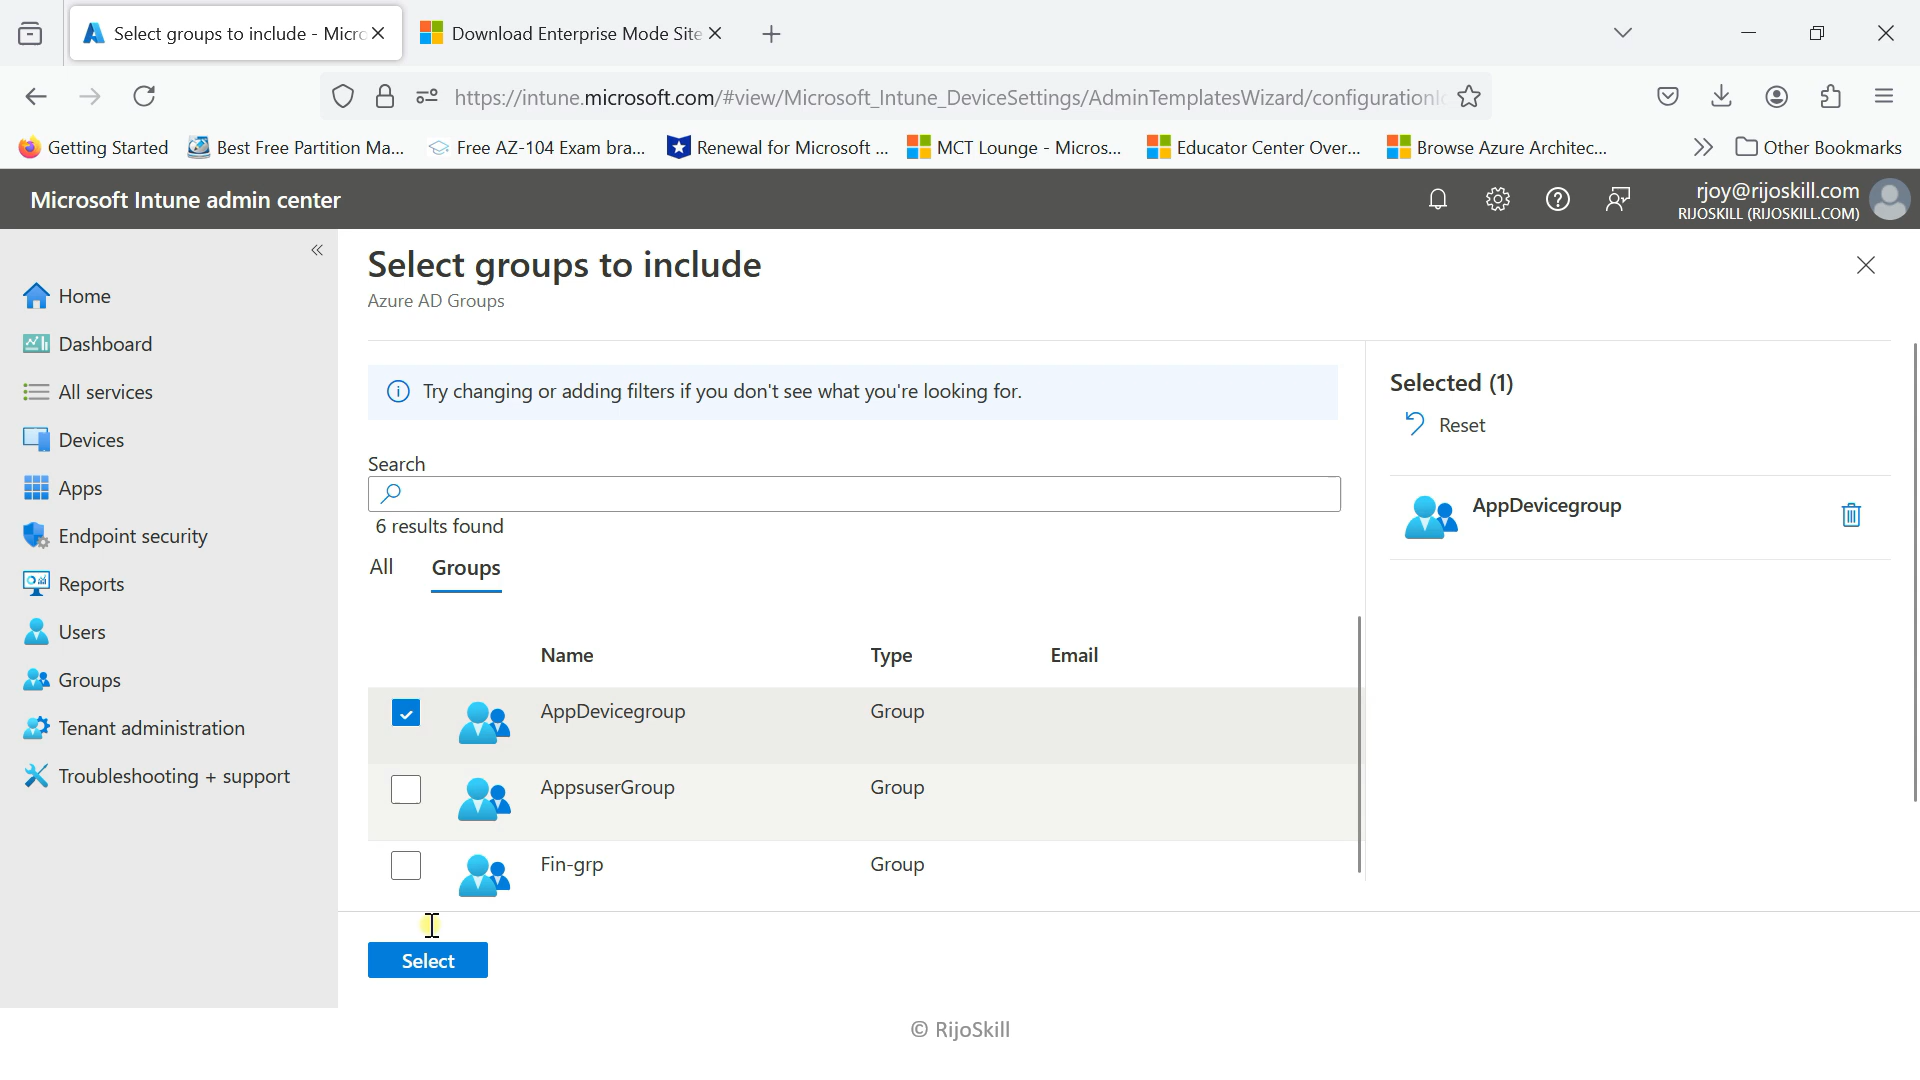 Select groups to include - Micro
Download Enterprise Mode Site
https://intune.microsoft.com/#view/Microsoft_Intune_DeviceSettings/AdminTemplatesWizard/configurationI
Getting Started
Best Free Partition Ma...
Free AZ-104 Exam bra...
Renewal for Microsoft ...
MCT Lounge - Micros...
Educator Center Over...
Browse Azure Architec...
Other Bookmarks
Microsoft Intune admin center
rjoy@rijoskill.com
RIJOSKILL (RIJOSKILL.COM)
Home
Dashboard
All services
Devices
Apps
Endpoint security
Reports
Users
Groups
Tenant administration
Troubleshooting + support
Select groups to include
Azure AD Groups
Try changing or adding filters if you don't see what you're looking for.
Search
6 results found
All Groups
Name Type Email
AppDevicegroup Group
AppsuserGroup Group
Fin-grp Group
Selected (1)
Reset
AppDevicegroup
Select
© RijoSkill